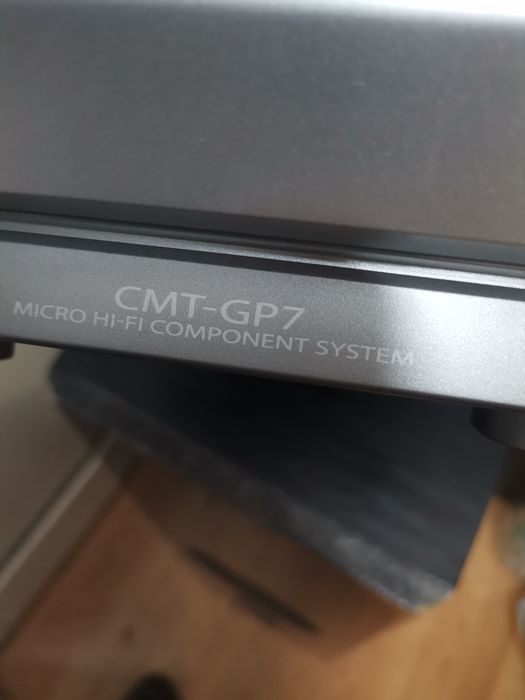 CMT-GP7
MICRO HI-FI COMPONENT SYSTEM